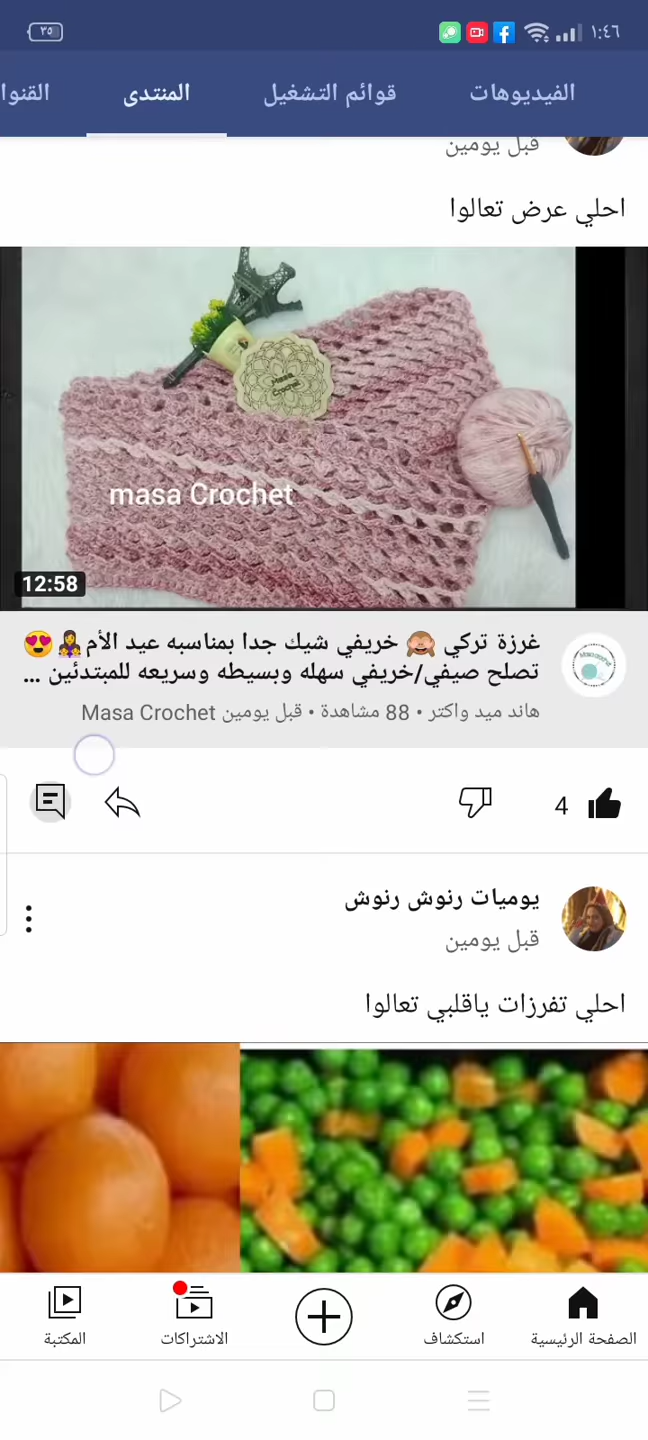 ١:٤٦
٣٥
الفيديوهات
قوائم التشغيل
المنتدى
القنوا
قبل يومين
احلي عرض تعالوا
Masa
Crochet
masa Crochet
12:58
غرزة تركي 🙈 خريفي شيك جدا بمناسبه عيد الأم👩‍👧😍
تصلح صيفي/خريفي سهله وبسيطه وسريعه للمبتدئين ...
هاند ميد واكتر • 88 مشاهدة • قبل يومين Masa Crochet
4
يوميات رنوش رنوش
قبل يومين
احلي تفرزات ياقلبي تعالوا
الصفحة الرئيسية
استكشاف
الاشتراكات
المكتبة